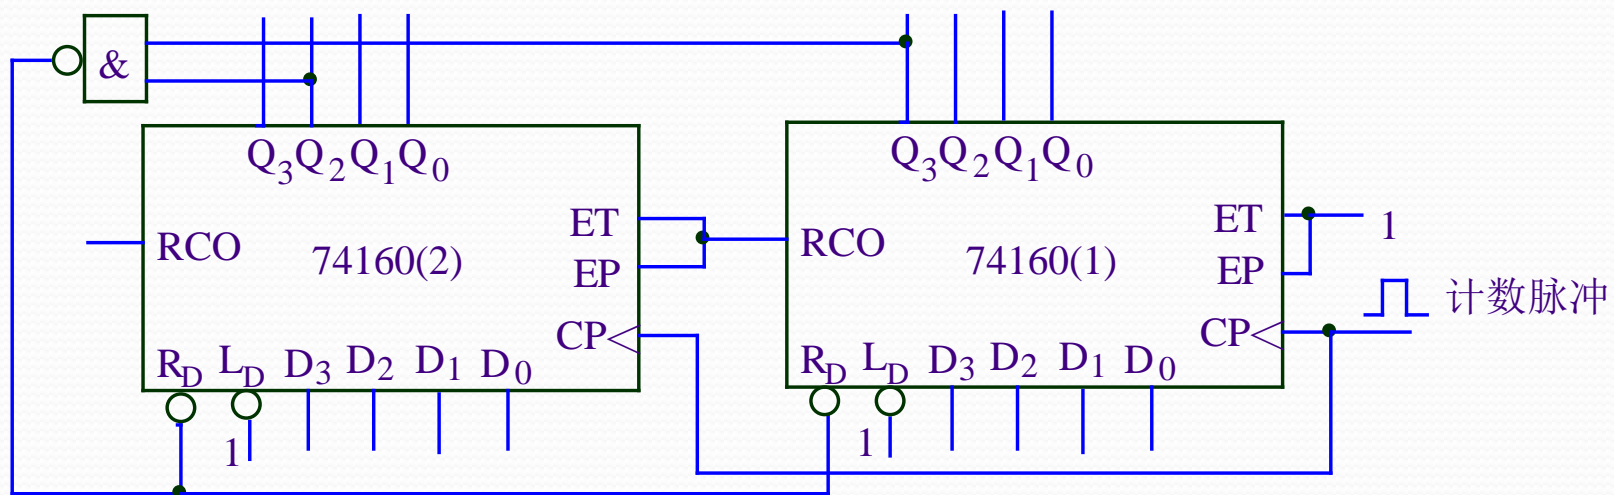 &
Q3Q2Q1Q0
Q3Q2Q1Q0
ET
RCO
74160(2)
EP
CP
RD LD D3 D2 D1 D0
1
ET
1
RCO
74160(1)
EP
计数脉冲
CP
RD LD D3 D2 D1 D0
1